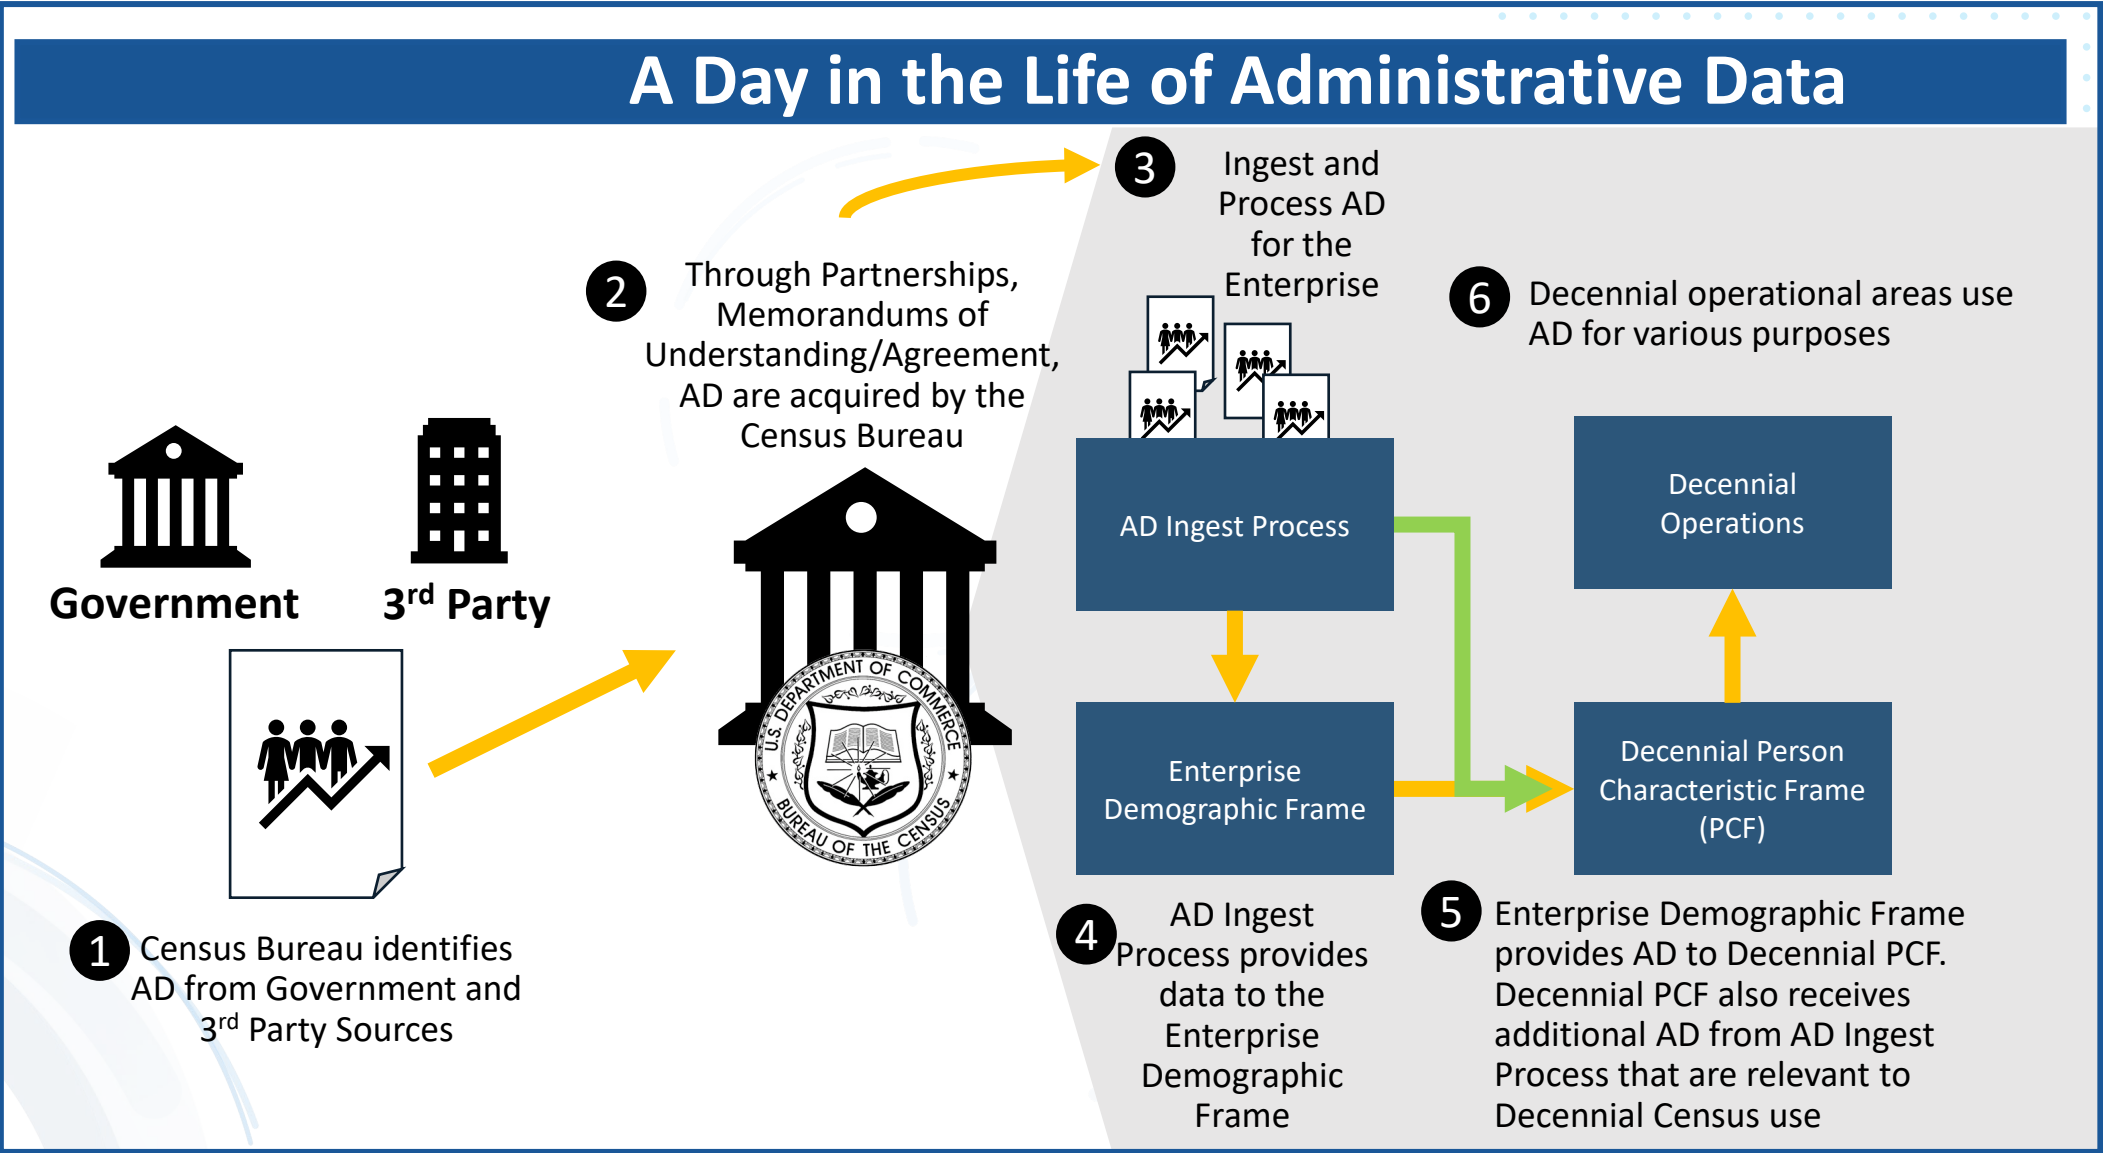 A Day in the Life of Administrative Data
Government
3rd Party
1
Census Bureau identifies
AD from Government and
3rd Party Sources
2
Through Partnerships,
Memorandums of
Understanding/Agreement,
AD are acquired by the
Census Bureau
U.S. DEPARTMENT OF COMMERCE
BUREAU OF THE CENSUS
3
Ingest and
Process AD
for the
Enterprise
AD Ingest Process
Enterprise
Demographic Frame
4
AD Ingest
Process provides
data to the
Enterprise
Demographic
Frame
5
Enterprise Demographic Frame
provides AD to Decennial PCF.
Decennial PCF also receives
additional AD from AD Ingest
Process that are relevant to
Decennial Census use
Decennial Person
Characteristic Frame
(PCF)
6
Decennial operational areas use
AD for various purposes
Decennial
Operations